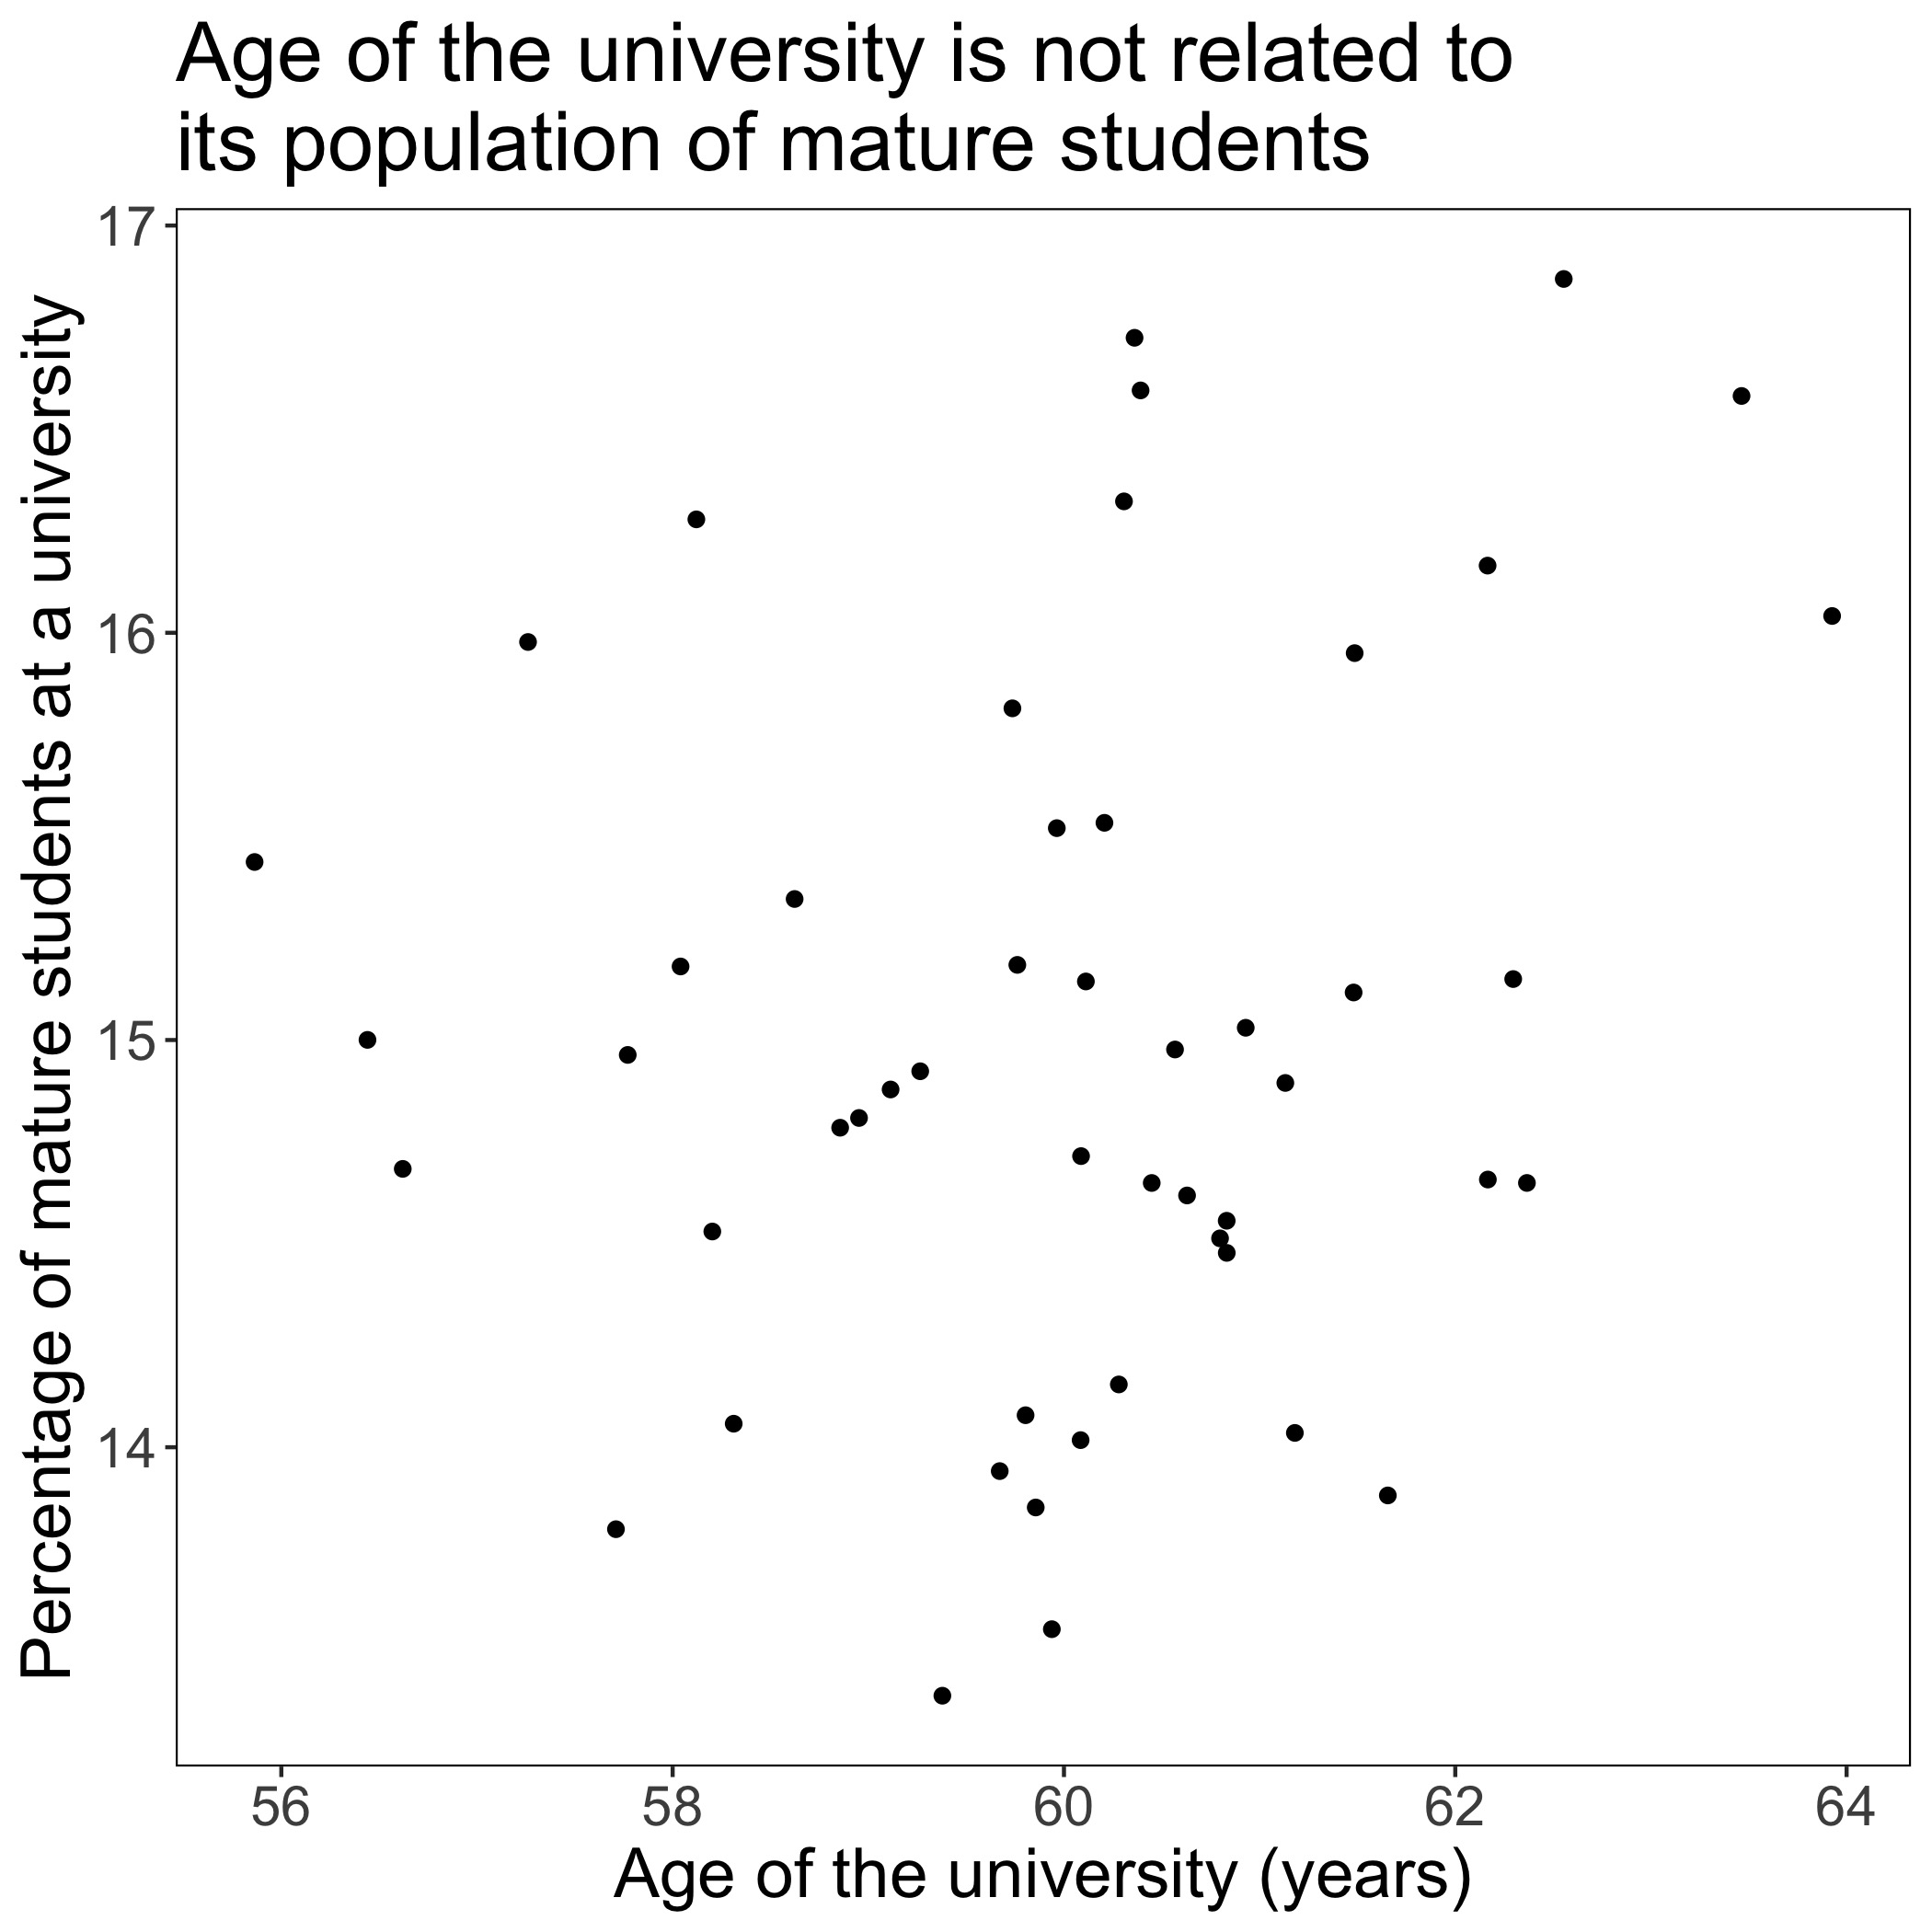 Age of the university is not related to
its population of mature students
Percentage of mature students at a university
17
16
15
14
56
58
60
62
64
Age of the university (years)